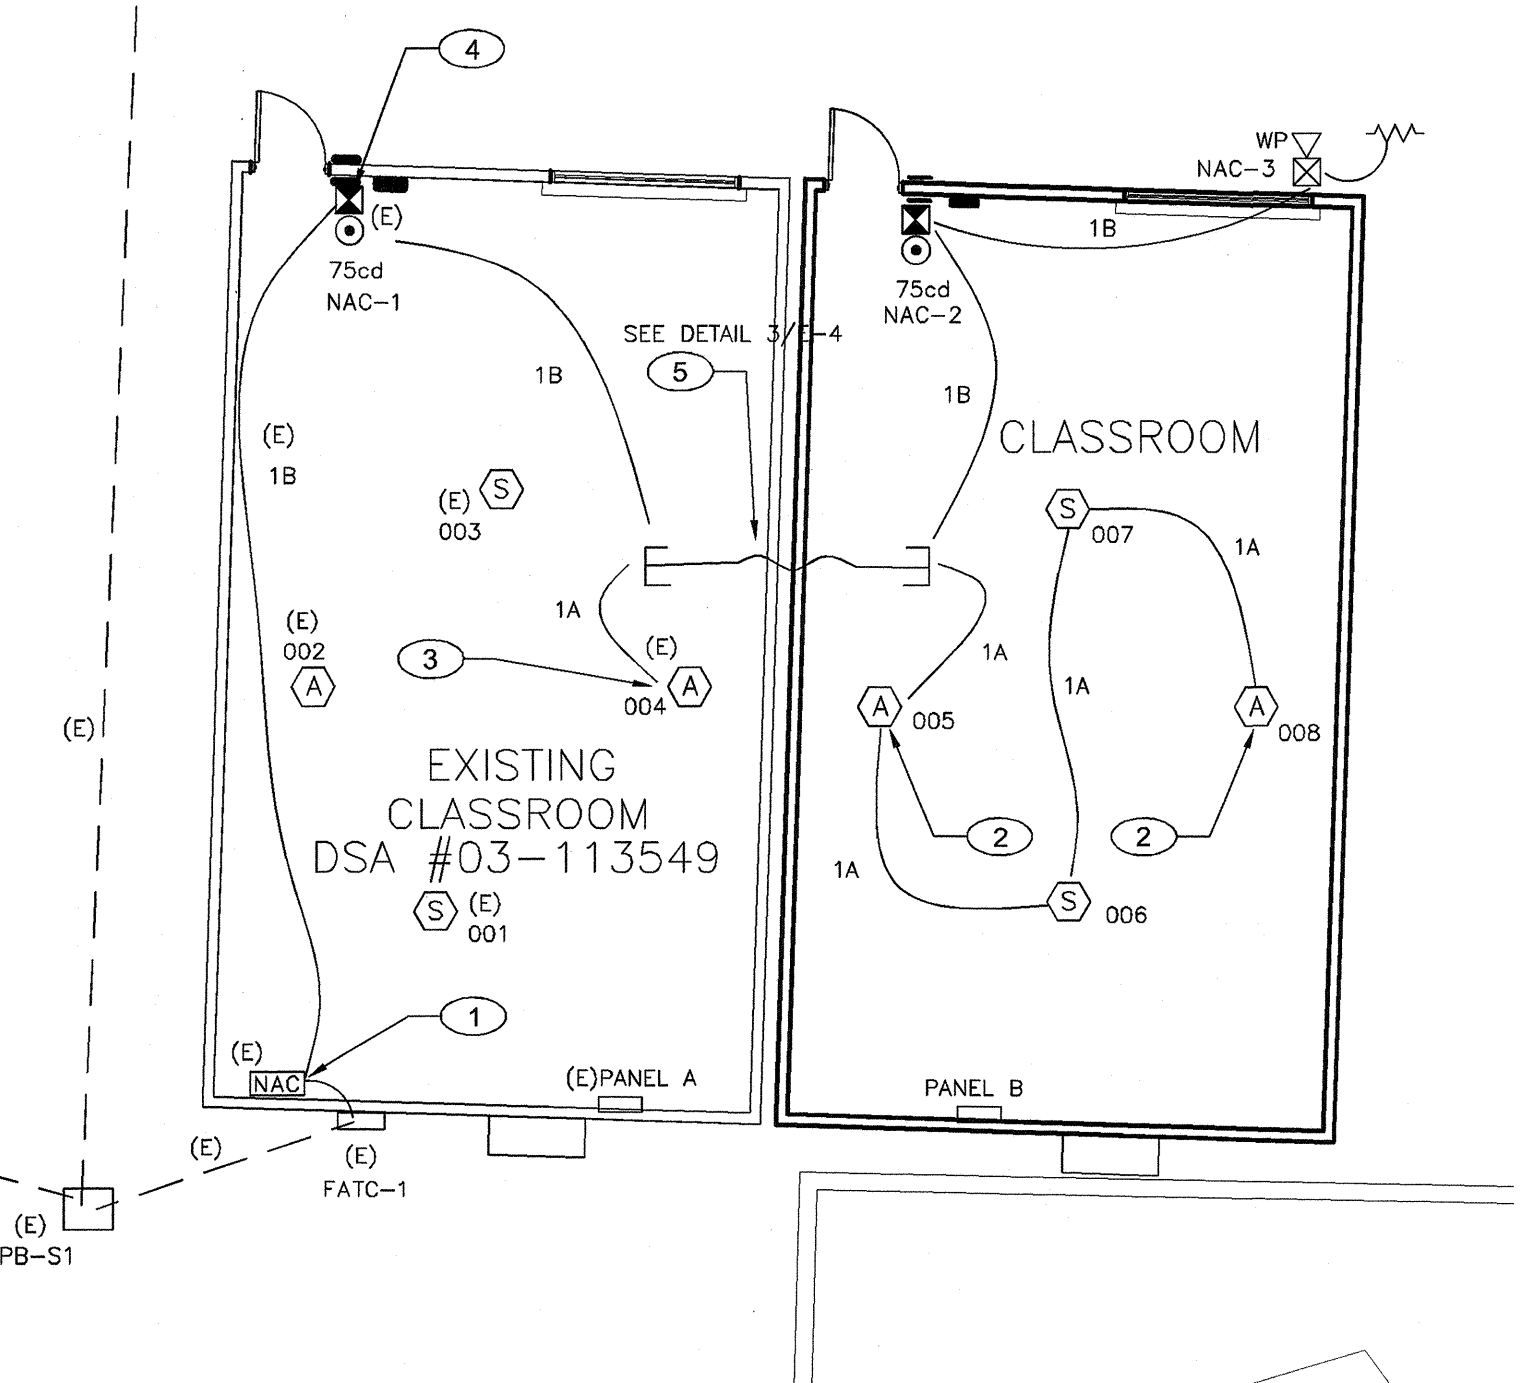 4
WP
NAC-3
(E)
75cd
NAC-1
1B
75cd
NAC-2
SEE DETAIL 3/E-4
5
1B
1B
CLASSROOM
(E)
1B
(E)
003
S
S
007
1A
1A
(E)
002
A
3
(E)
004
A
1A
1A
A
005
A
008
(E)
EXISTING
CLASSROOM
DSA #03-113549
2
2
1A
S
(E)
001
S
006
1
(E)
NAC
(E)PANEL A
PANEL B
(E)
(E)
FATC-1
(E)
PB-S1